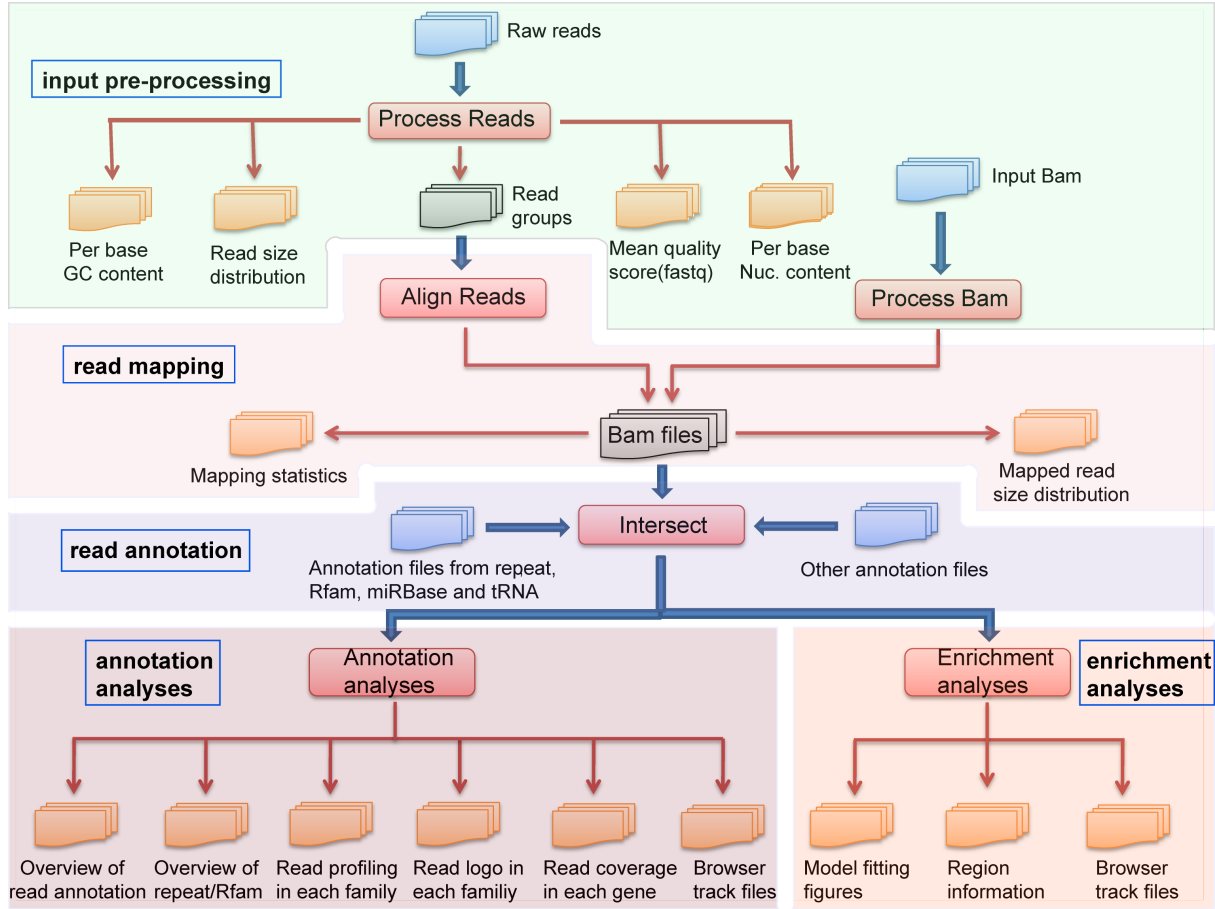 Raw reads
input pre-processing
Process Reads
Input Bam
Read
groups
Per base
GC content
Read size
distribution
Mean quality
score(fastq)
Per base
Nuc. content
Align Reads
Process Bam
read mapping
Bam files
Mapping statistics
Mapped read
size distribution
Intersect
read annotation
Annotation files from repeat,
Rfam, miRBase and tRNA
Other annotation files
annotation
analyses
Annotation
analyses
Enrichment
analyses
enrichment
analyses
Overview of
read annotation
Overview of
repeat/Rfam
Read profiling
in each family
Read logo in
each familiy
Read coverage
in each gene
Browser
track files
Model fitting
figures
Region
information
Browser
track files